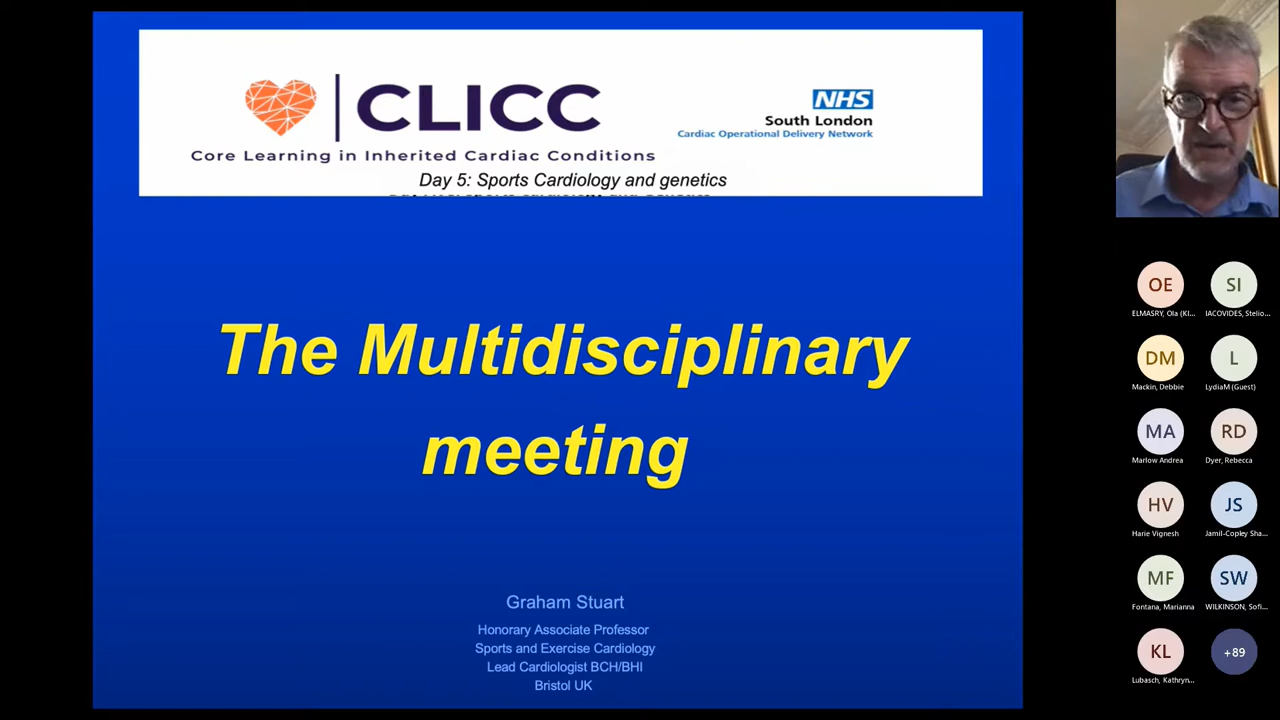 CLICC
Core Learning in Inherited Cardiac Conditions
NHS
South London
Cardiac Operational Delivery Network
Day 5: Sports Cardiology and genetics
The Multidisciplinary
meeting
Graham Stuart
Honorary Associate Professor
Sports and Exercise Cardiology
Lead Cardiologist BCH/BHI
Bristol UK
OE
SI
ELMASRY, Ola (KI...
IACOVIDES, Stelio...
DM
L
Mackin, Debbie
LydiaM (Guest)
MA
RD
Marlow Andrea
Dyer, Rebecca
HV
JS
Harie Vignesh
Jamil-Copley Sha...
MF
SW
Fontana, Marianna
WILKINSON, Sofi...
KL
+89
Lubasch, Kathryn...